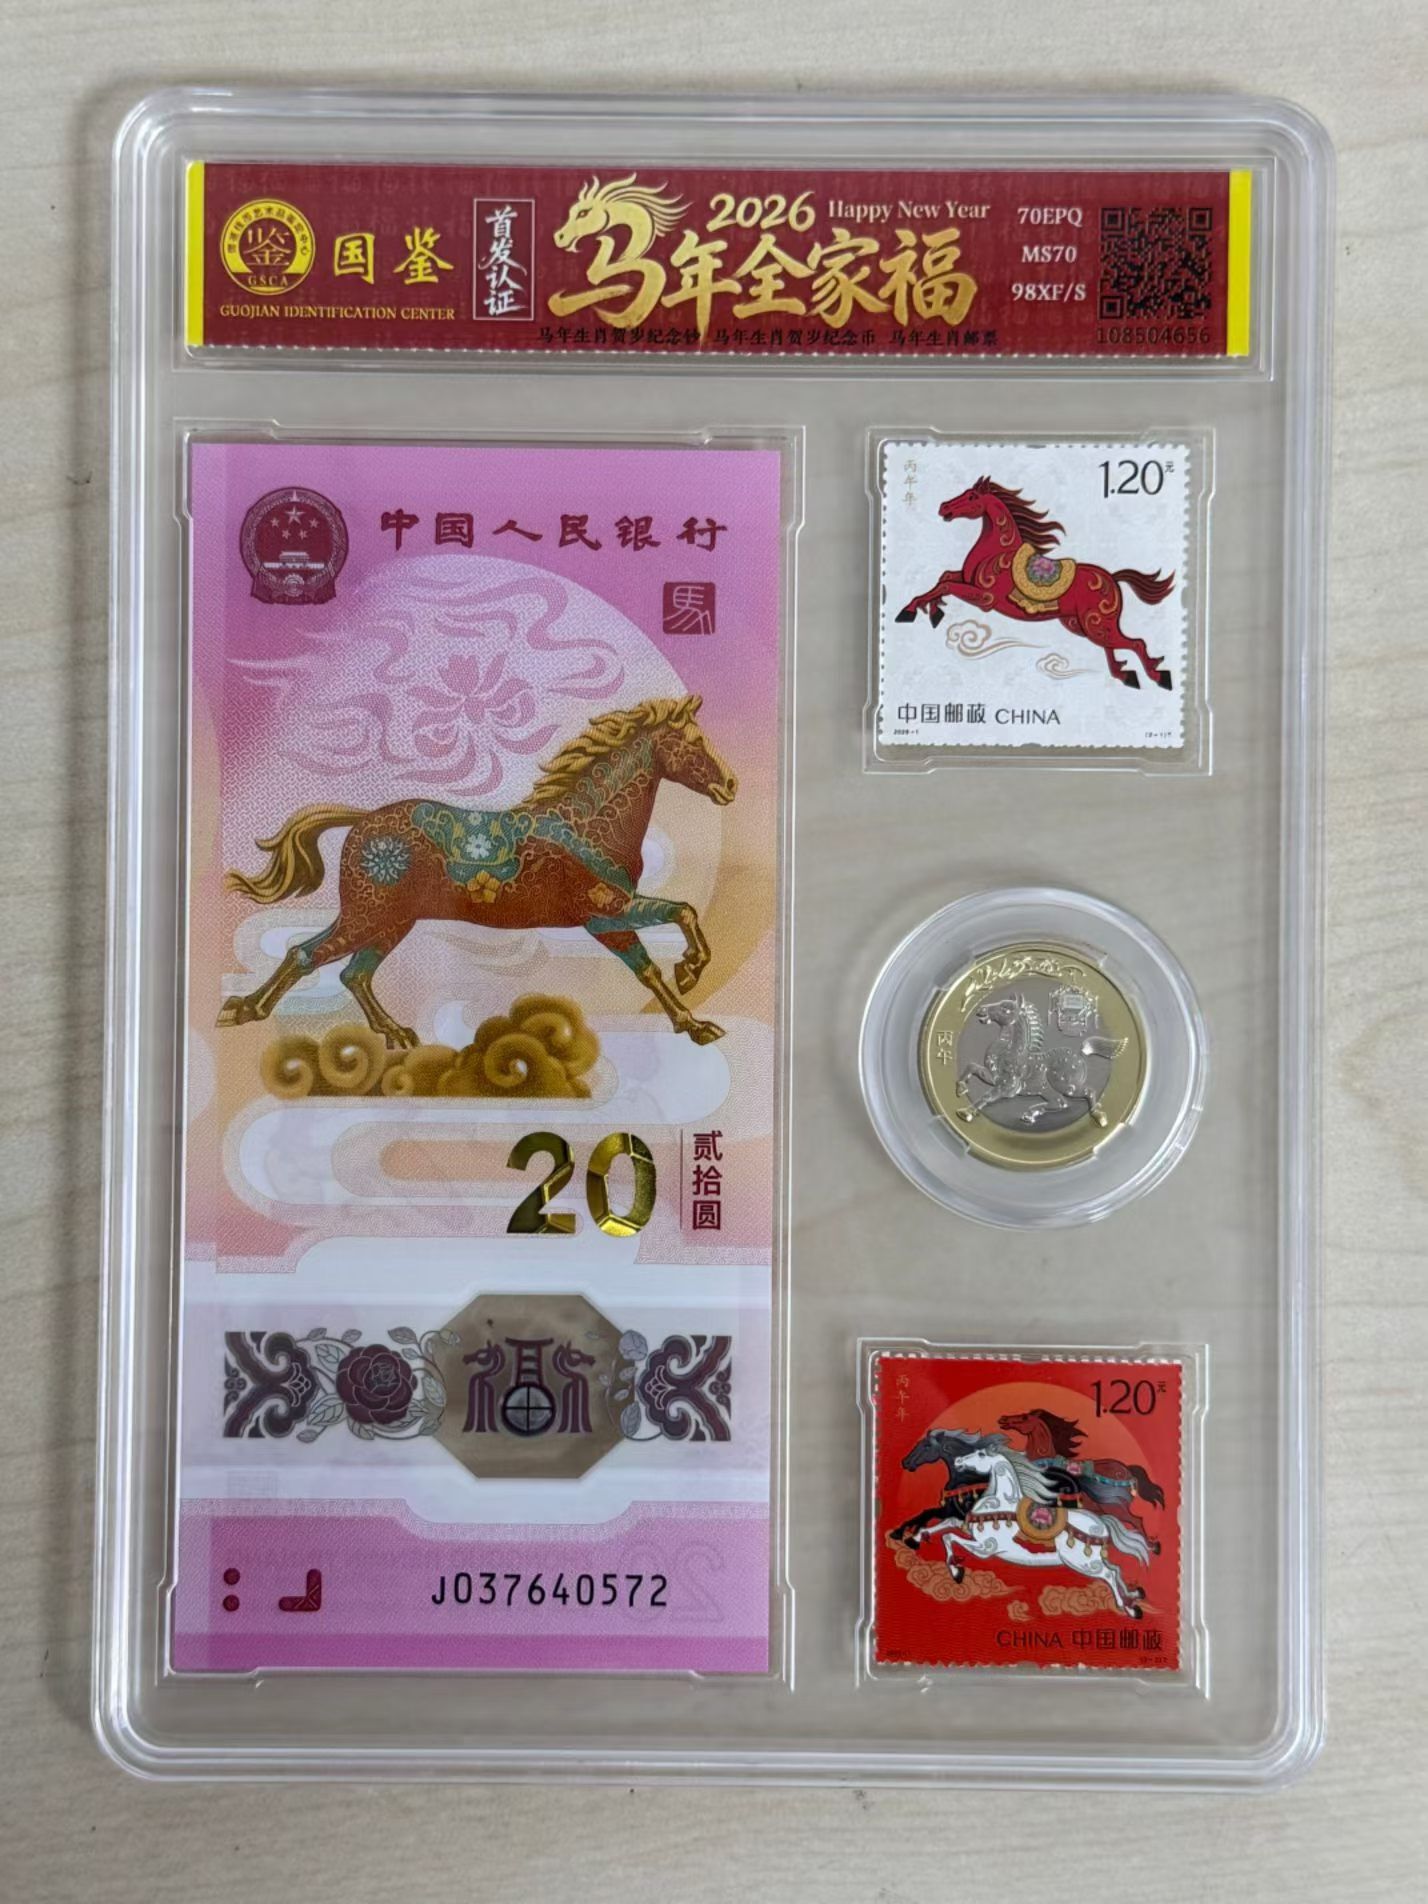 国鉴
GSCA
GUOJIAN IDENTIFICATION CENTER
首发认证
2026 Happy New Year
马年全家福
马年生肖贺岁纪念钞 马年生肖贺岁纪念币 马年生肖邮票
70EPQ
MS70
98XF/S
108504656
中国人民银行
馬
20
贰拾圆
福
J037640572
丙午年
1.20元
中国邮政 CHINA
丙午
丙午年
1.20元
CHINA 中国邮政